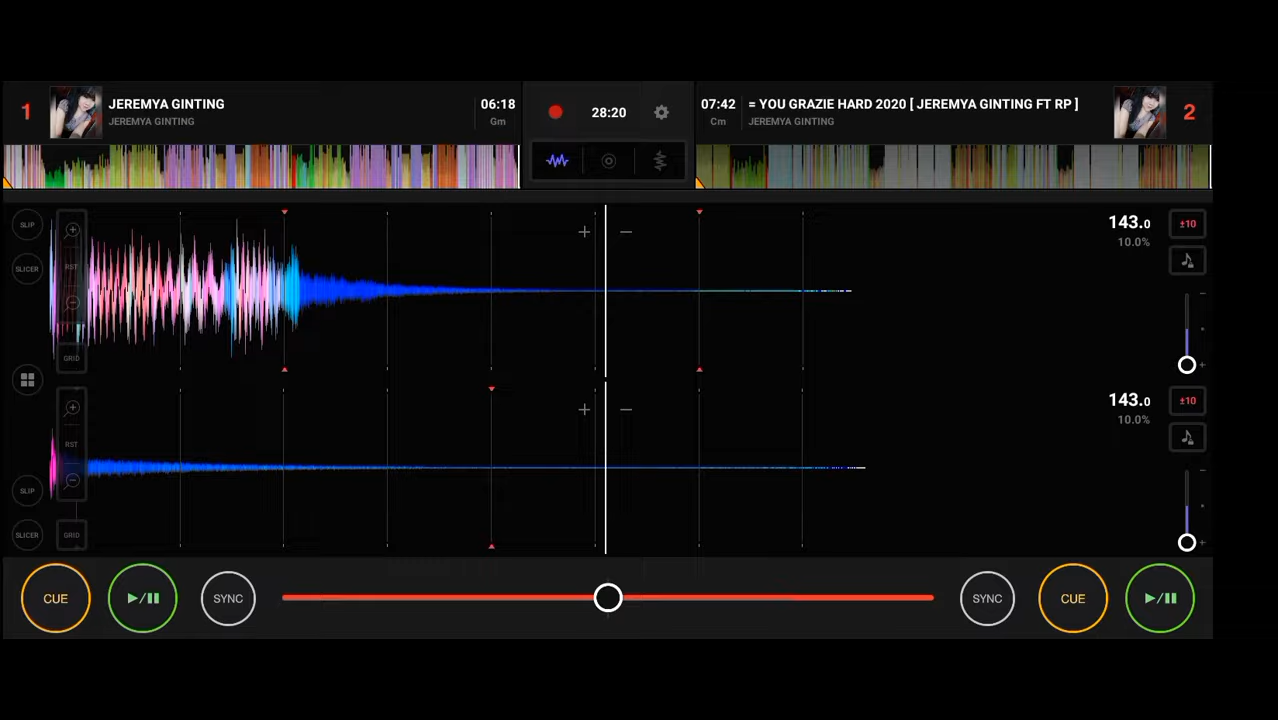 1
JEREMYA GINTING
JEREMYA GINTING
06:18
Gm
28:20
07:42
Cm
= YOU GRAZIE HARD 2020 [ JEREMYA GINTING FT RP ]
JEREMYA GINTING
2
SLIP
SLICER
RST
GRID
+ −
143.0
10.0%
±10
RST
SLIP
SLICER
GRID
+ −
143.0
10.0%
±10
CUE
SYNC
SYNC
CUE